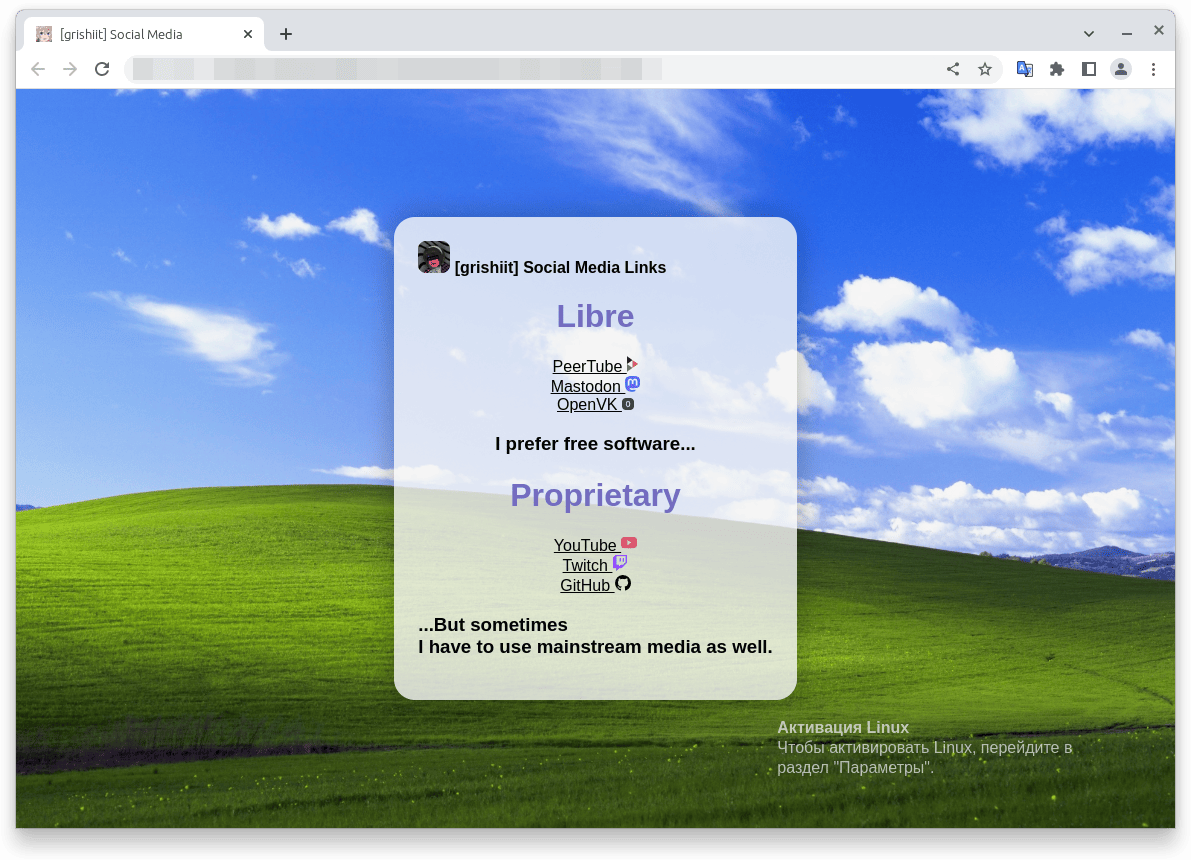 [grishiit] Social Media
[grishiit] Social Media Links
Libre
PeerTube
Mastodon
OpenVK
I prefer free software...
Proprietary
YouTube
Twitch
GitHub
...But sometimes
I have to use mainstream media as well.
Активация Linux
Чтобы активировать Linux, перейдите в
раздел "Параметры".